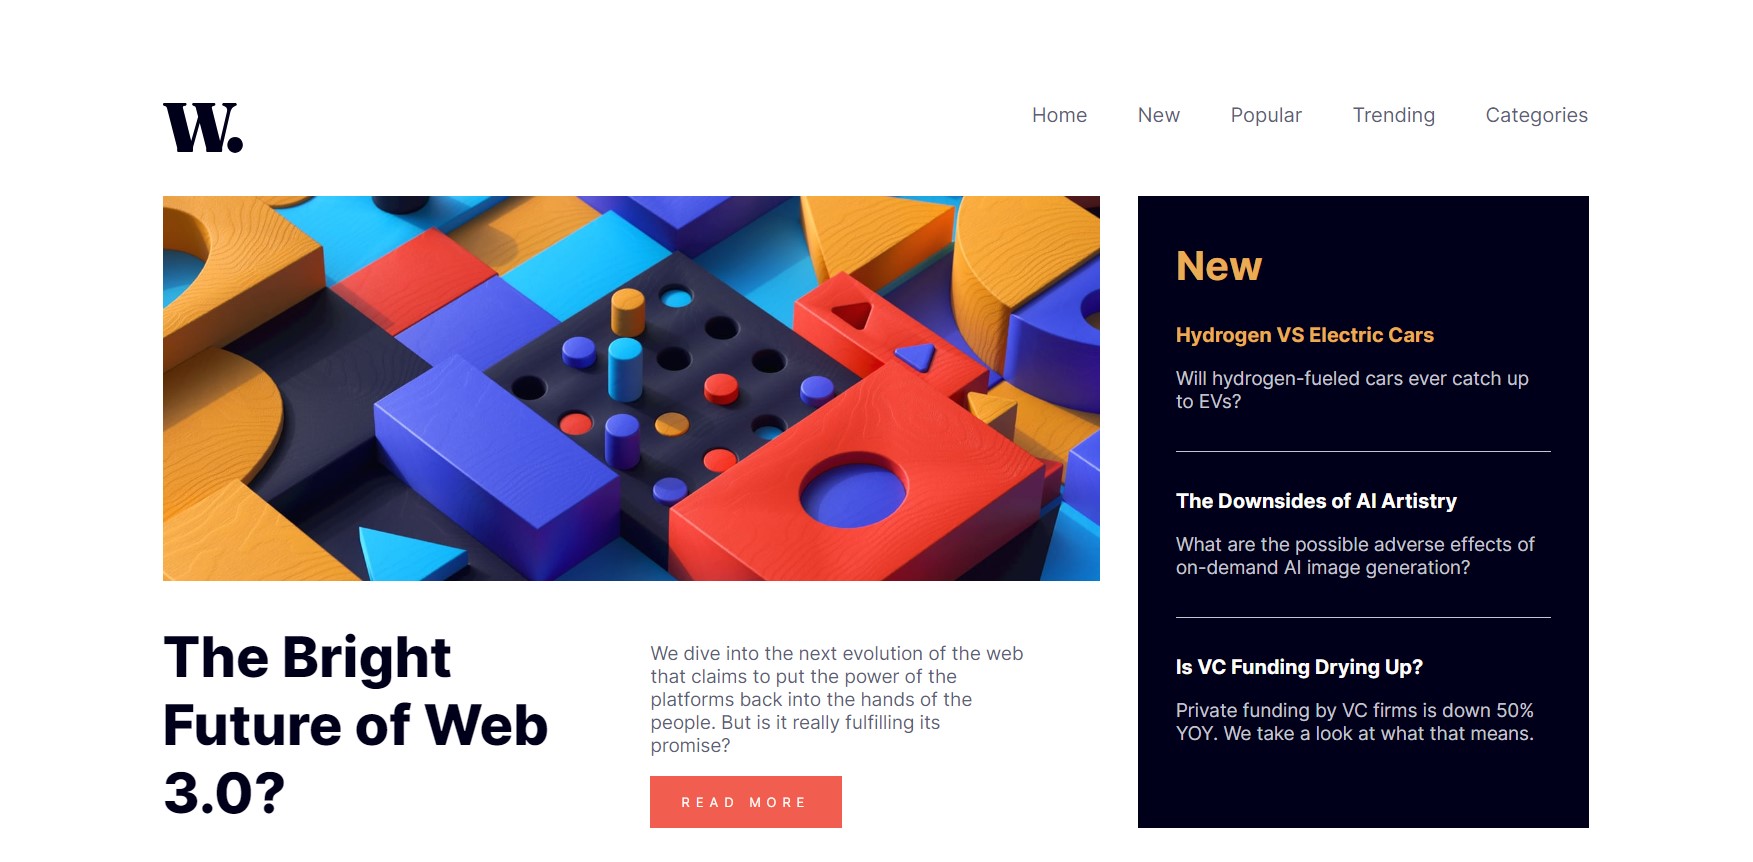 W.
Home
New
Popular
Trending
Categories
The Bright
Future of Web
3.0?
We dive into the next evolution of the web
that claims to put the power of the
platforms back into the hands of the
people. But is it really fulfilling its
promise?
READ MORE
New
Hydrogen VS Electric Cars
Will hydrogen-fueled cars ever catch up
to EVs?
The Downsides of AI Artistry
What are the possible adverse effects of
on-demand AI image generation?
Is VC Funding Drying Up?
Private funding by VC firms is down 50%
YOY. We take a look at what that means.